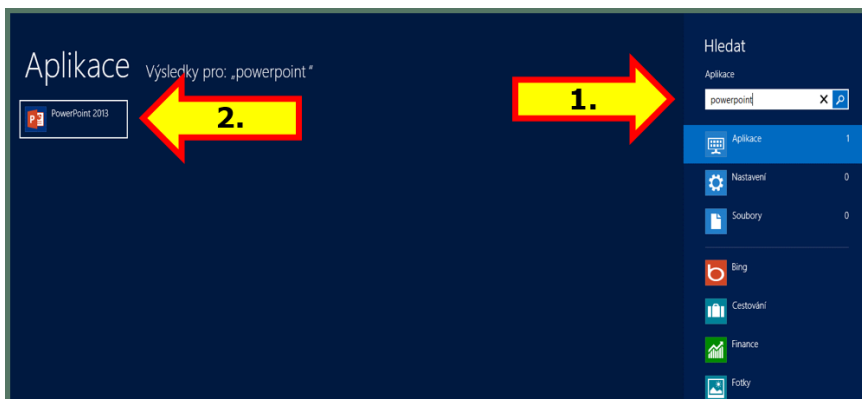 Aplikace Výsledky pro: „powerpoint “
PowerPoint 2013
2.
1.
Hledat
Aplikace
powerpoint
Aplikace 1
Nastavení 0
Soubory 0
Bing
Cestování
Finance
Fotky